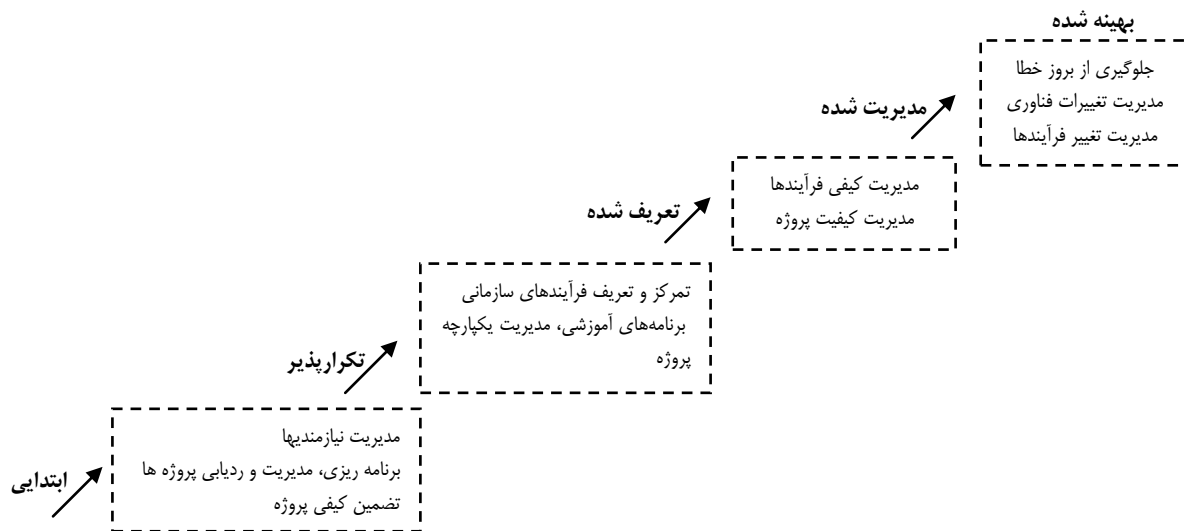 بهینه شده
جلوگیری از بروز خطا
مدیریت تغییرات فناوری
مدیریت تغییر فرآیندها
مدیریت شده
مدیریت کیفی فرآیندها
مدیریت کیفیت پروژه
تعریف شده
تمرکز و تعریف فرآیندهای سازمانی
برنامه‌های آموزشی، مدیریت یکپارچه
پروژه
تکرارپذیر
مدیریت نیازمندیها
برنامه ریزی، مدیریت و ردیابی پروژه ها
تضمین کیفی پروژه
ابتدایی